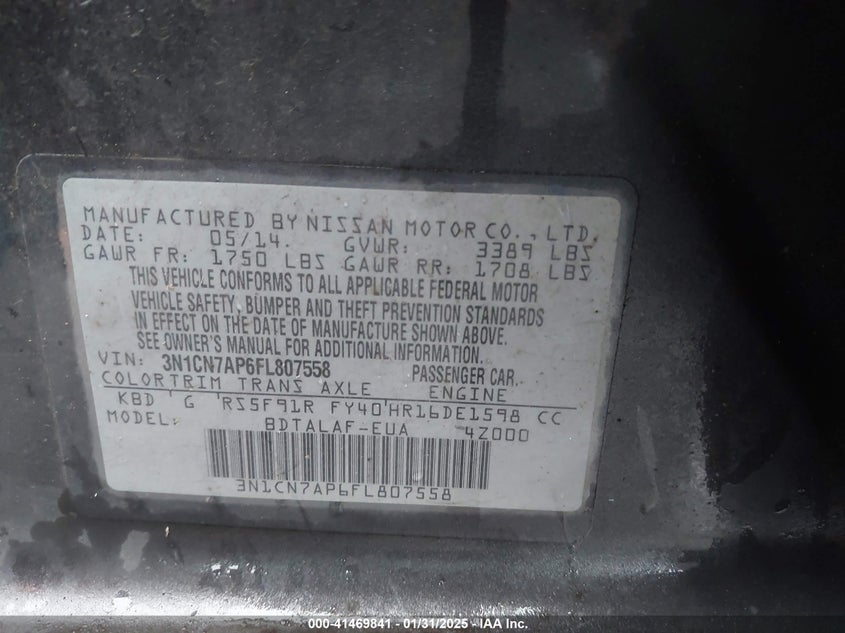 MANUFACTURED BY NISSAN MOTOR CO., LTD.
DATE: 05/14. GVWR: 3389 LBS
GAWR FR: 1750 LBS GAWR RR: 1708 LBS
THIS VEHICLE CONFORMS TO ALL APPLICABLE FEDERAL MOTOR
VEHICLE SAFETY, BUMPER AND THEFT PREVENTION STANDARDS
IN EFFECT ON THE DATE OF MANUFACTURE SHOWN ABOVE.
SEE OWNER'S MANUAL FOR ADDITIONAL INFORMATION.
VIN: 3N1CN7AP6FL807558 PASSENGER CAR.
COLOR TRIM TRANS AXLE ENGINE
KBD G RS5F91R FY40 HR16DE1598 CC
MODEL: BDTALAF-EUA 4Z000
3N1CN7AP6FL807558
000-41469841 - 01/31/2025 - IAA Inc.